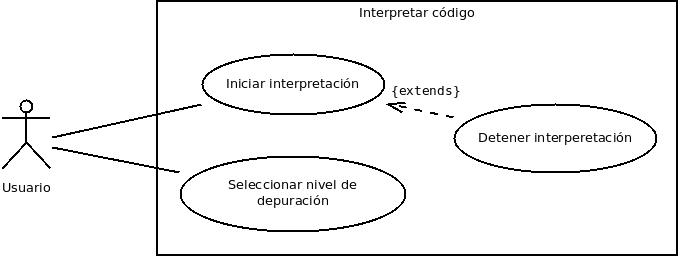 Interpretar código
Iniciar interpretación
{extends}
Detener interperetación
Usuario
Seleccionar nivel de
depuración